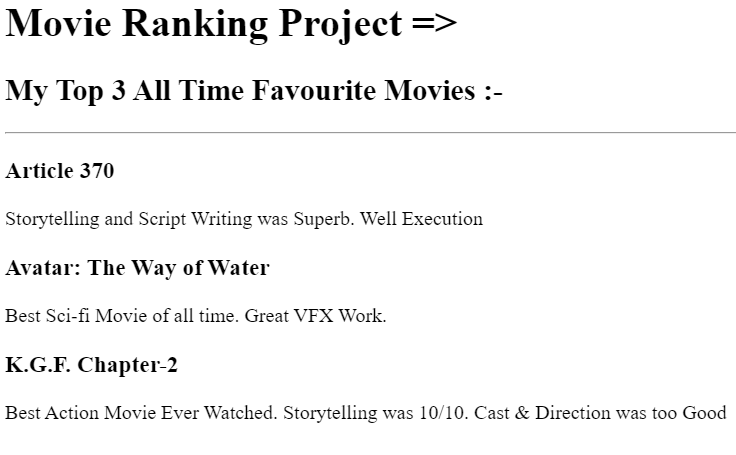 Movie Ranking Project =>
My Top 3 All Time Favourite Movies :-
Article 370
Storytelling and Script Writing was Superb. Well Execution
Avatar: The Way of Water
Best Sci-fi Movie of all time. Great VFX Work.
K.G.F. Chapter-2
Best Action Movie Ever Watched. Storytelling was 10/10. Cast & Direction was too Good